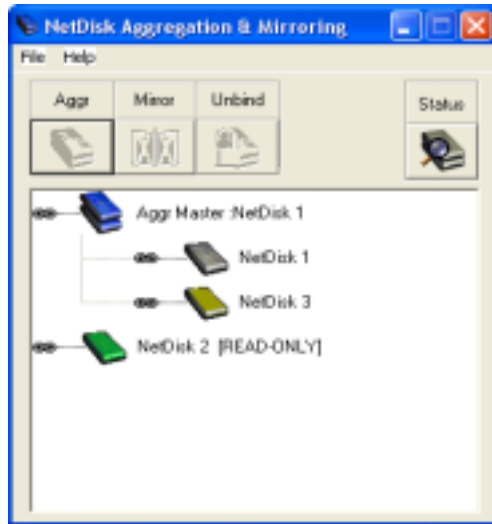 NetDisk Aggregation & Mirroring
File Help
Aggr Mirror Unbind Status
Aggr Master :NetDisk 1
NetDisk 1
NetDisk 3
NetDisk 2 [READ-ONLY]